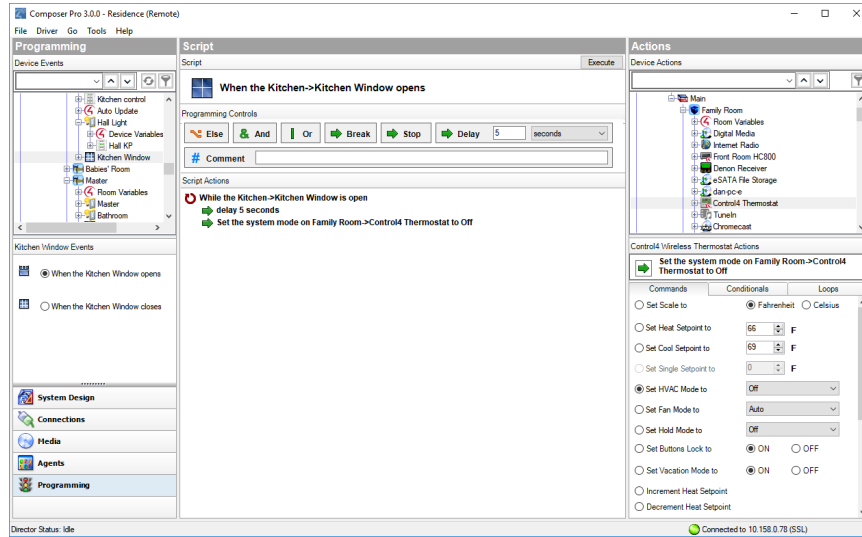 Composer Pro 3.0.0 - Residence (Remote)
File Driver Go Tools Help
Programming
Device Events
Kitchen control
Auto Update
Hall Light
Device Variables
Hall KP
Kitchen Window
Babies' Room
Master
Room Variables
Master
Bathroom
Kitchen Window Events
When the Kitchen Window opens
When the Kitchen Window closes
System Design
Connections
Media
Agents
Programming
Script
Script Execute
When the Kitchen->Kitchen Window opens
Programming Controls
Else & And Or Break Stop Delay 5 seconds
# Comment
Script Actions
While the Kitchen->Kitchen Window is open
delay 5 seconds
Set the system mode on Family Room->Control4 Thermostat to Off
Actions
Device Actions
Main
Family Room
Room Variables
Digital Media
Internet Radio
Front Room HC800
Denon Receiver
eSATA File Storage
dan-pc-e
Control4 Thermostat
TuneIn
Chromecast
Control4 Wireless Thermostat Actions
Set the system mode on Family Room->Control4
Thermostat to Off
Commands Conditionals Loops
Set Scale to Fahrenheit Celsius
Set Heat Setpoint to 66 F
Set Cool Setpoint to 69 F
Set Single Setpoint to 0 F
Set HVAC Mode to Off
Set Fan Mode to Auto
Set Hold Mode to Off
Set Buttons Lock to ON OFF
Set Vacation Mode to ON OFF
Increment Heat Setpoint
Decrement Heat Setpoint
Director Status: Idle
Connected to 10.158.0.78 (SSL)